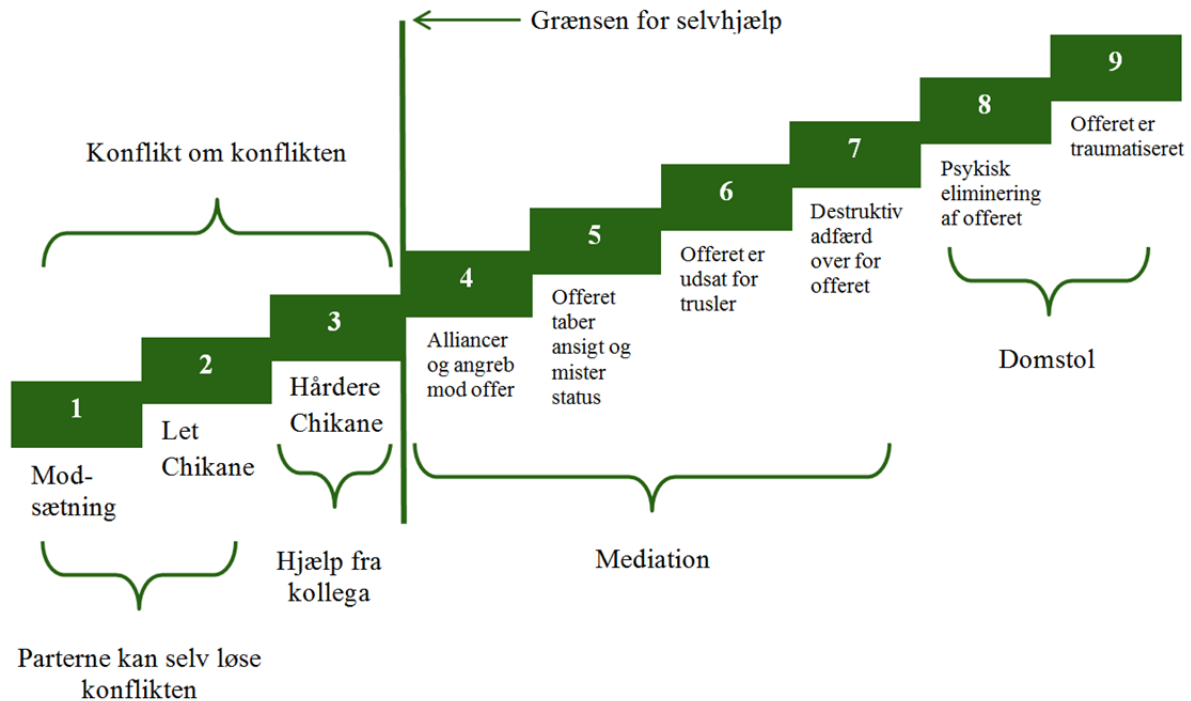 Grænsen for selvhjælp
Konflikt om konflikten
1
Mod-
sætning
2
Let
Chikane
3
Hårdere
Chikane
4
Alliancer
og angreb
mod offer
5
Offeret
taber
ansigt og
mister
status
6
Offeret er
udsat for
trusler
7
Destruktiv
adfærd
over for
offeret
8
Psykisk
eliminering
af offeret
9
Offeret er
traumatiseret
Parterne kan selv løse
konflikten
Hjælp fra
kollega
Mediation
Domstol